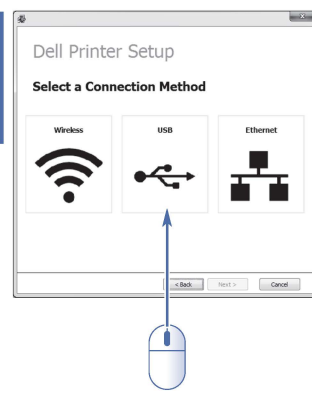 Dell Printer Setup
Select a Connection Method
Wireless USB Ethernet
< Back Next > Cancel